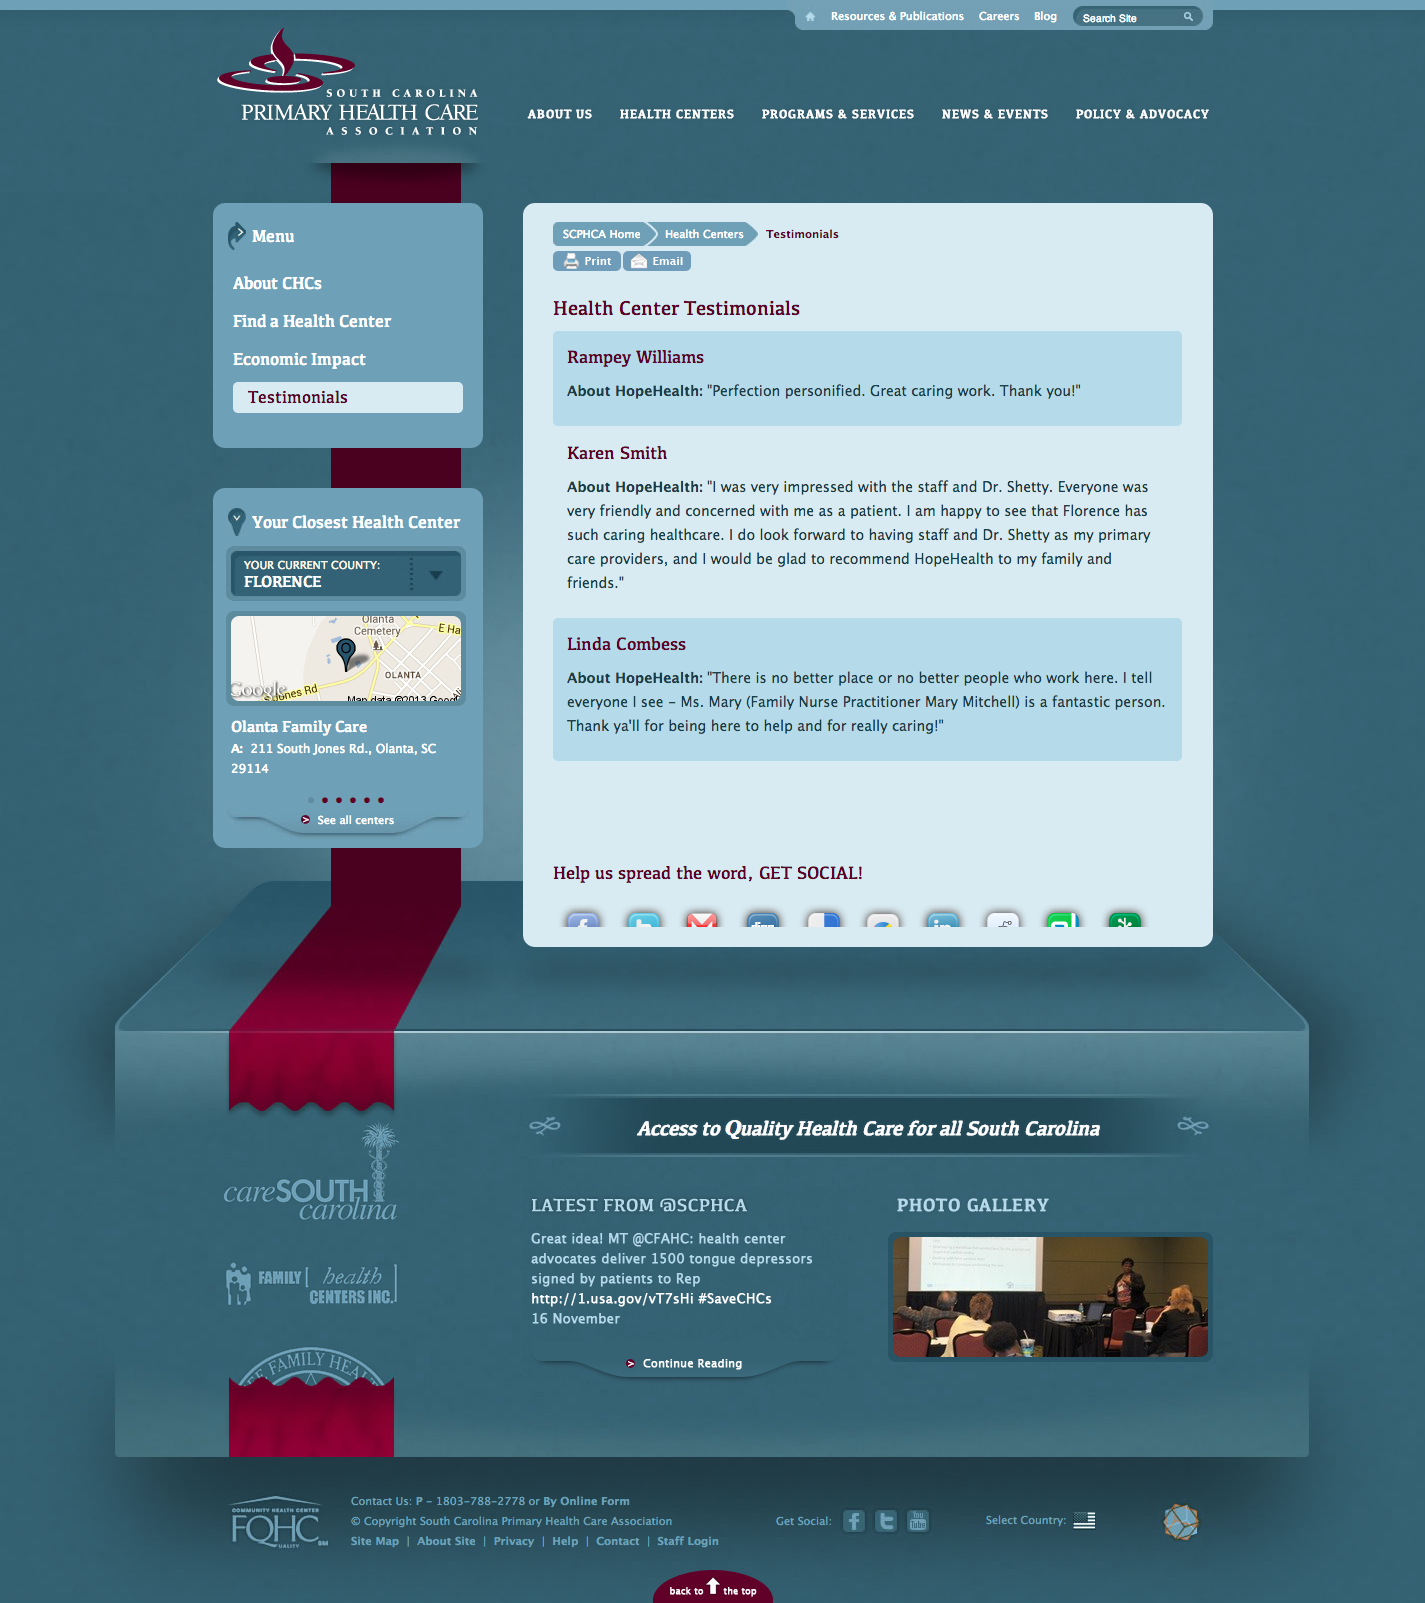 Resources & Publications Careers Blog Search Site
SOUTH CAROLINA
PRIMARY HEALTH CARE
ASSOCIATION
ABOUT US HEALTH CENTERS PROGRAMS & SERVICES NEWS & EVENTS POLICY & ADVOCACY
Menu
About CHCs
Find a Health Center
Economic Impact
Testimonials
Your Closest Health Center
YOUR CURRENT COUNTY:
FLORENCE
Olanta
Cemetery
E Ha
OLANTA
S Jones Rd
Google
Map data ©2013 Googl
Olanta Family Care
A: 211 South Jones Rd., Olanta, SC
29114
See all centers
SCPHCA Home Health Centers Testimonials
Print Email
Health Center Testimonials
Rampey Williams
About HopeHealth: "Perfection personified. Great caring work. Thank you!"
Karen Smith
About HopeHealth: "I was very impressed with the staff and Dr. Shetty. Everyone was
very friendly and concerned with me as a patient. I am happy to see that Florence has
such caring healthcare. I do look forward to having staff and Dr. Shetty as my primary
care providers, and I would be glad to recommend HopeHealth to my family and
friends."
Linda Combess
About HopeHealth: "There is no better place or no better people who work here. I tell
everyone I see – Ms. Mary (Family Nurse Practitioner Mary Mitchell) is a fantastic person.
Thank ya'll for being here to help and for really caring!"
Help us spread the word, GET SOCIAL!
Access to Quality Health Care for all South Carolina
careSOUTH
carolina
FAMILY health
CENTERS INC.
FAMILY HEAL
LATEST FROM @SCPHCA
Great idea! MT @CFAHC: health center
advocates deliver 1500 tongue depressors
signed by patients to Rep
http://1.usa.gov/vT7sHi #SaveCHCs
16 November
Continue Reading
PHOTO GALLERY
COMMUNITY HEALTH CENTER
FQHC
QUALITY
SM
Contact Us: P – 1803-788-2778 or By Online Form
© Copyright South Carolina Primary Health Care Association
Site Map | About Site | Privacy | Help | Contact | Staff Login
Get Social: You Tube
Select Country:
back to the top